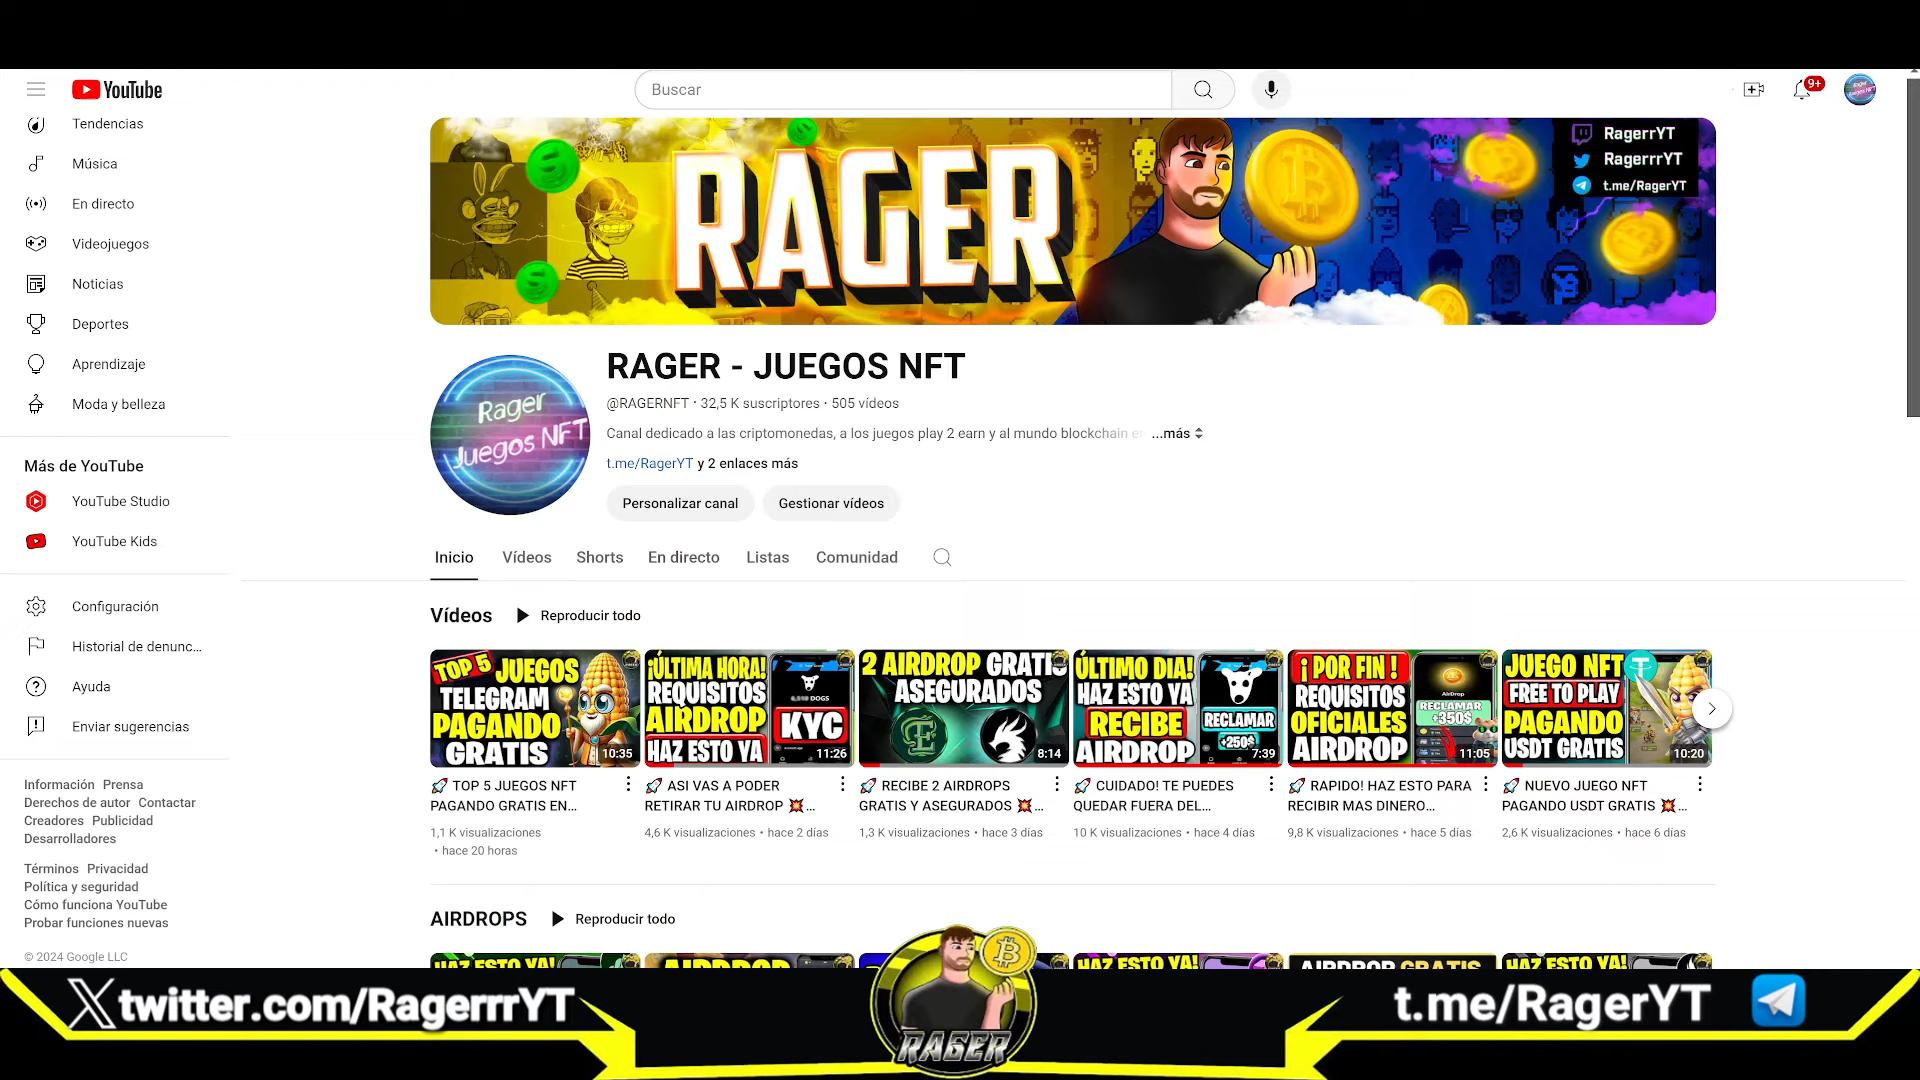 YouTube
Buscar
9+
Tendencias
Música
En directo
Videojuegos
Noticias
Deportes
Aprendizaje
Moda y belleza
Más de YouTube
YouTube Studio
YouTube Kids
Configuración
Historial de denunc...
Ayuda
Enviar sugerencias
Información Prensa
Derechos de autor Contactar
Creadores Publicidad
Desarrolladores
Términos Privacidad
Política y seguridad
Cómo funciona YouTube
Probar funciones nuevas
© 2024 Google LLC
RAGER
RagerrYT
RagerrrYT
t.me/RagerYT
Rager
Juegos NFT
RAGER - JUEGOS NFT
@RAGERNFT · 32,5 K suscriptores · 505 vídeos
Canal dedicado a las criptomonedas, a los juegos play 2 earn y al mundo blockchain en ...más
t.me/RagerYT y 2 enlaces más
Personalizar canal
Gestionar vídeos
Inicio
Vídeos
Shorts
En directo
Listas
Comunidad
Vídeos
Reproducir todo
TOP 5 JUEGOS
TELEGRAM
PAGANDO
GRATIS
10:35
🚀 TOP 5 JUEGOS NFT
PAGANDO GRATIS EN...
1,1 K visualizaciones
• hace 20 horas
¡ÚLTIMA HORA!
REQUISITOS
AIRDROP
HAZ ESTO YA
DOGS
KYC
11:26
🚀 ASI VAS A PODER
RETIRAR TU AIRDROP 💥...
4,6 K visualizaciones • hace 2 días
2 AIRDROP GRATIS
ASEGURADOS
8:14
🚀 RECIBE 2 AIRDROPS
GRATIS Y ASEGURADOS 💥...
1,3 K visualizaciones • hace 3 días
ÚLTIMO DIA!
HAZ ESTO YA
RECIBE
AIRDROP
RECLAMAR
+250$
7:39
🚀 CUIDADO! TE PUEDES
QUEDAR FUERA DEL...
10 K visualizaciones • hace 4 días
¡POR FIN!
REQUISITOS
OFICIALES
AIRDROP
AirDrop
RECLAMAR
+350$
11:05
🚀 RAPIDO! HAZ ESTO PARA
RECIBIR MAS DINERO...
9,8 K visualizaciones • hace 5 días
JUEGO NFT
FREE TO PLAY
PAGANDO
USDT GRATIS
10:20
🚀 NUEVO JUEGO NFT
PAGANDO USDT GRATIS 💥...
2,6 K visualizaciones • hace 6 días
AIRDROPS
Reproducir todo
HAZ ESTO YA!
AIRDROP
HAZ ESTO YA!
AIRDROP GRATIS
HAZ ESTO YA!
twitter.com/RagerrrYT
RAGER
t.me/RagerYT